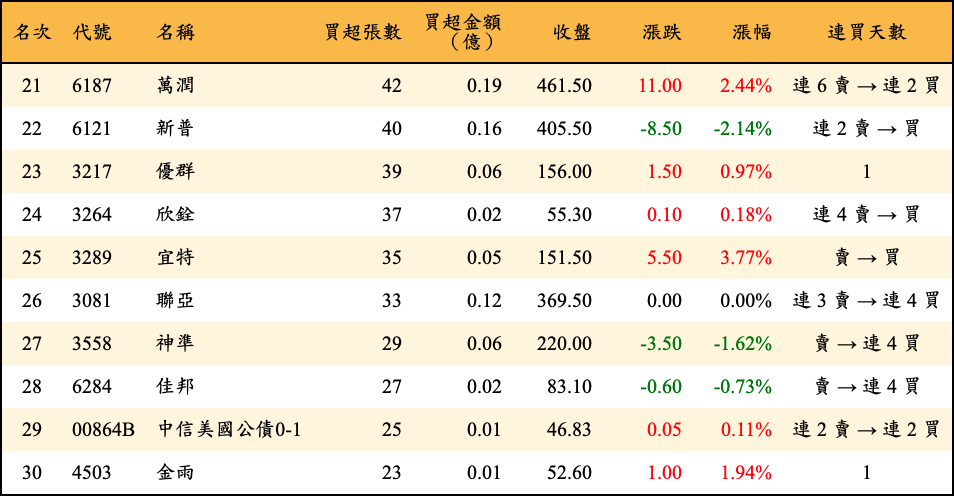 名次 代號 名稱 買超張數 買超金額（億） 收盤 漲跌 漲幅 連買天數
21 6187 萬潤 42 0.19 461.50 11.00 2.44% 連 6 賣 → 連 2 買
22 6121 新普 40 0.16 405.50 -8.50 -2.14% 連 2 賣 → 買
23 3217 優群 39 0.06 156.00 1.50 0.97% 1
24 3264 欣銓 37 0.02 55.30 0.10 0.18% 連 4 賣 → 買
25 3289 宜特 35 0.05 151.50 5.50 3.77% 賣 → 買
26 3081 聯亞 33 0.12 369.50 0.00 0.00% 連 3 賣 → 連 4 買
27 3558 神準 29 0.06 220.00 -3.50 -1.62% 賣 → 連 4 買
28 6284 佳邦 27 0.02 83.10 -0.60 -0.73% 賣 → 連 4 買
29 00864B 中信美國公債0-1 25 0.01 46.83 0.05 0.11% 連 2 賣 → 連 2 買
30 4503 金雨 23 0.01 52.60 1.00 1.94% 1